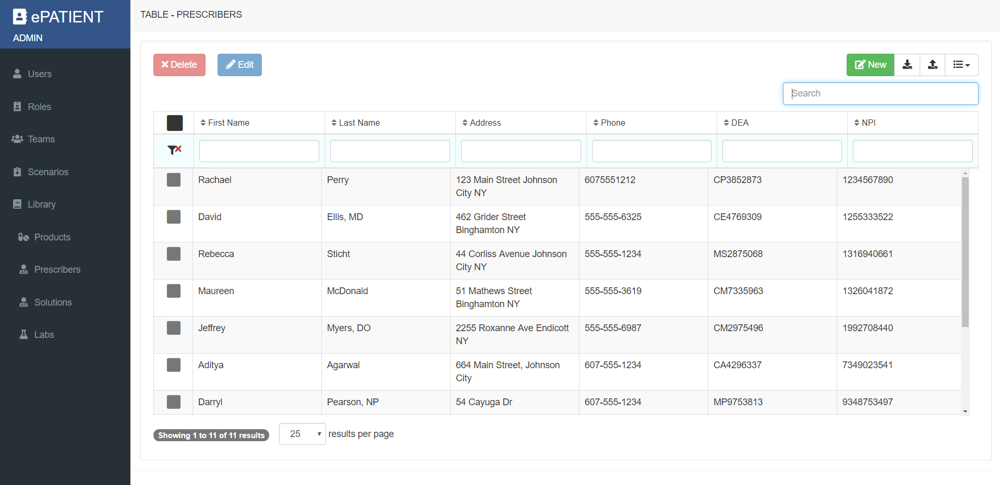 ePATIENT
ADMIN
Users
Roles
Teams
Scenarios
Library
Products
Prescribers
Solutions
Labs
TABLE - PRESCRIBERS
Delete Edit New
Search
First Name Last Name Address Phone DEA NPI
Rachael Perry 123 Main Street Johnson 6075551212 CP3852873 1234567890
City NY
David Ellis, MD 462 Grider Street 555-555-6325 CE4769309 1255333522
Binghamton NY
Rebecca Sticht 44 Corliss Avenue Johnson 555-555-1234 MS2875068 1316940661
City NY
Maureen McDonald 51 Mathews Street 555-555-3619 CM7335963 1326041872
Binghamton NY
Jeffrey Myers, DO 2255 Roxanne Ave Endicott 555-555-6987 CM2975496 1992708440
NY
Aditya Agarwal 664 Main Street, Johnson 607-555-1234 CA4296337 7349023541
City
Darryl Pearson, NP 54 Cayuga Dr 607-555-1234 MP9753813 9348753497
Showing 1 to 11 of 11 results 25 results per page